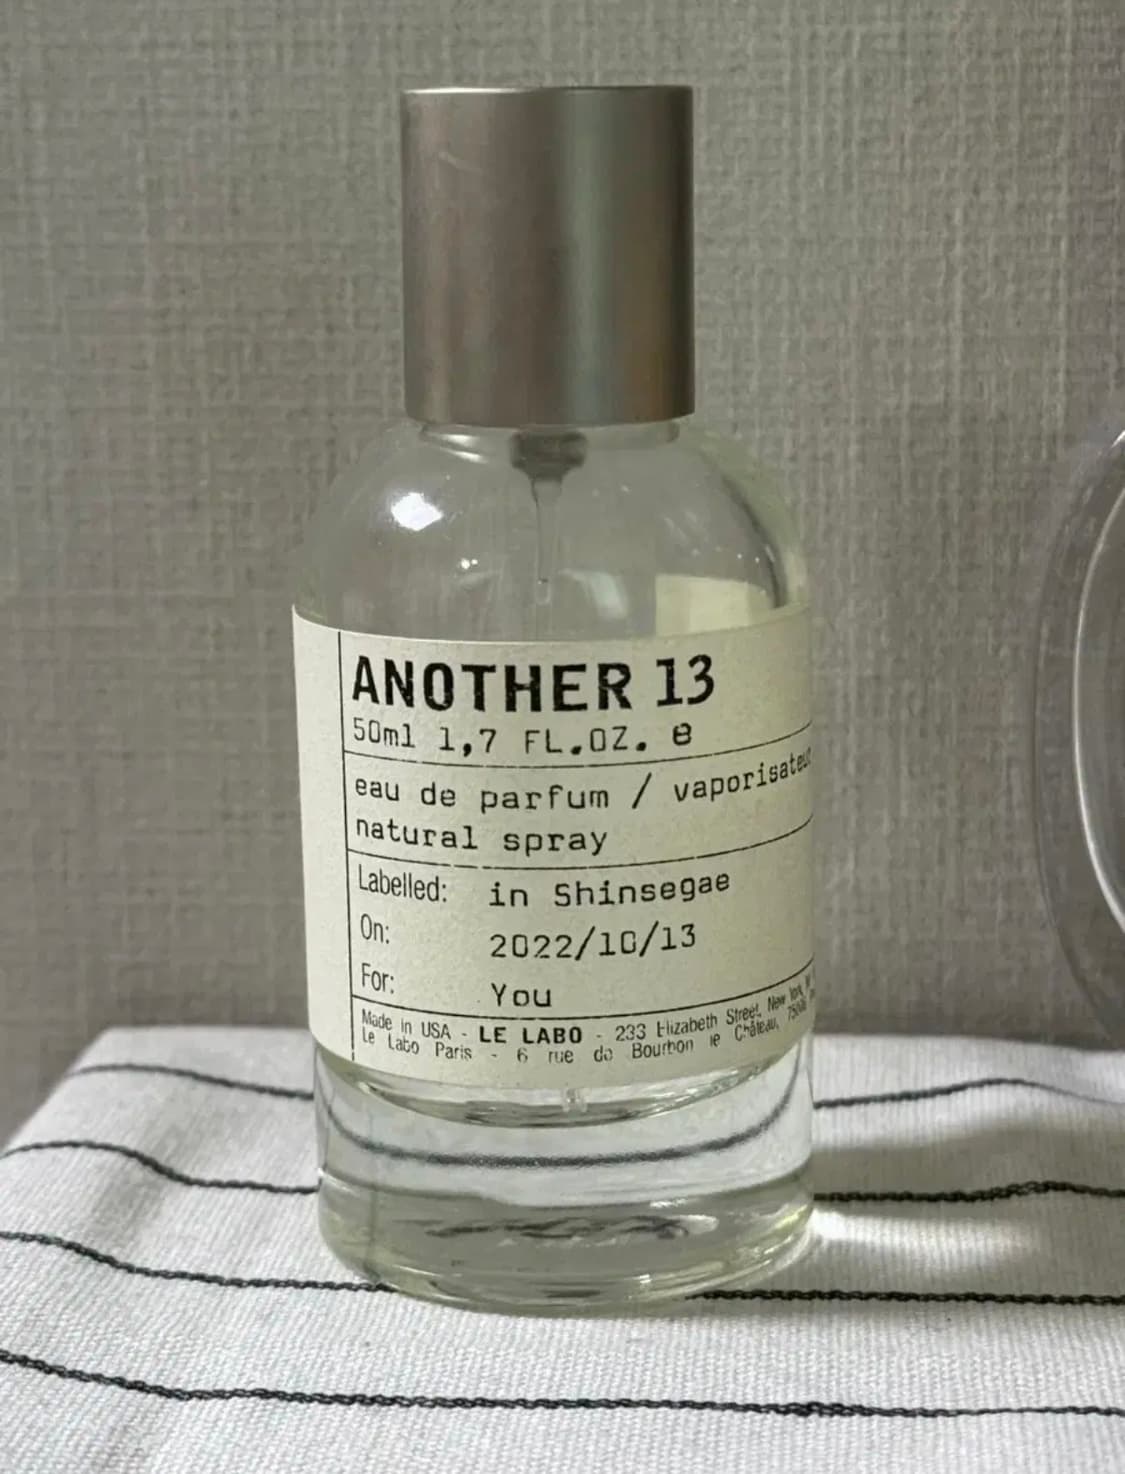 ANOTHER 13
50ml 1,7 FL.OZ. e
eau de parfum / vaporisateur
natural spray
Labelled: in Shinsegae
On: 2022/10/13
For: You
Made in USA - LE LABO - 233 Elizabeth Street, New York,
Le Labo Paris - 6 rue de Bourbon le Château,